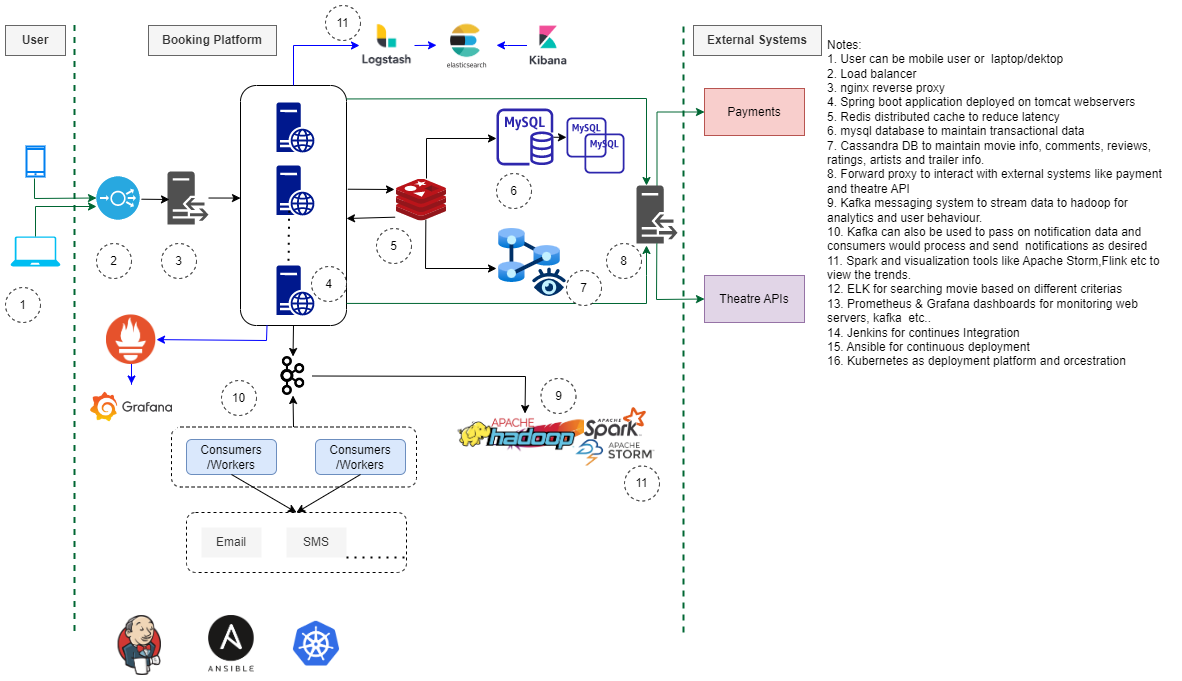 User
Booking Platform
External Systems
11
Logstash
elasticsearch
Kibana
Notes:
1. User can be mobile user or laptop/dektop
2. Load balancer
3. nginx reverse proxy
4. Spring boot application deployed on tomcat webservers
5. Redis distributed cache to reduce latency
6. mysql database to maintain transactional data
7. Cassandra DB to maintain movie info, comments, reviews,
ratings, artists and trailer info.
8. Forward proxy to interact with external systems like payment
and theatre API
9. Kafka messaging system to stream data to hadoop for
analytics and user behaviour.
10. Kafka can also be used to pass on notification data and
consumers would process and send notifications as desired
11. Spark and visualization tools like Apache Storm,Flink etc to
view the trends.
12. ELK for searching movie based on different criterias
13. Prometheus & Grafana dashboards for monitoring web
servers, kafka etc..
14. Jenkins for continues Integration
15. Ansible for continuous deployment
16. Kubernetes as deployment platform and orcestration
Payments
Theatre APIs
MySQL
MySQL
MySQL
1
2
3
4
5
6
7
8
Grafana
10
9
APACHE
hadoop
APACHE
Spark
APACHE
STORM
11
Consumers
/Workers
Consumers
/Workers
Email
SMS
ANSIBLE